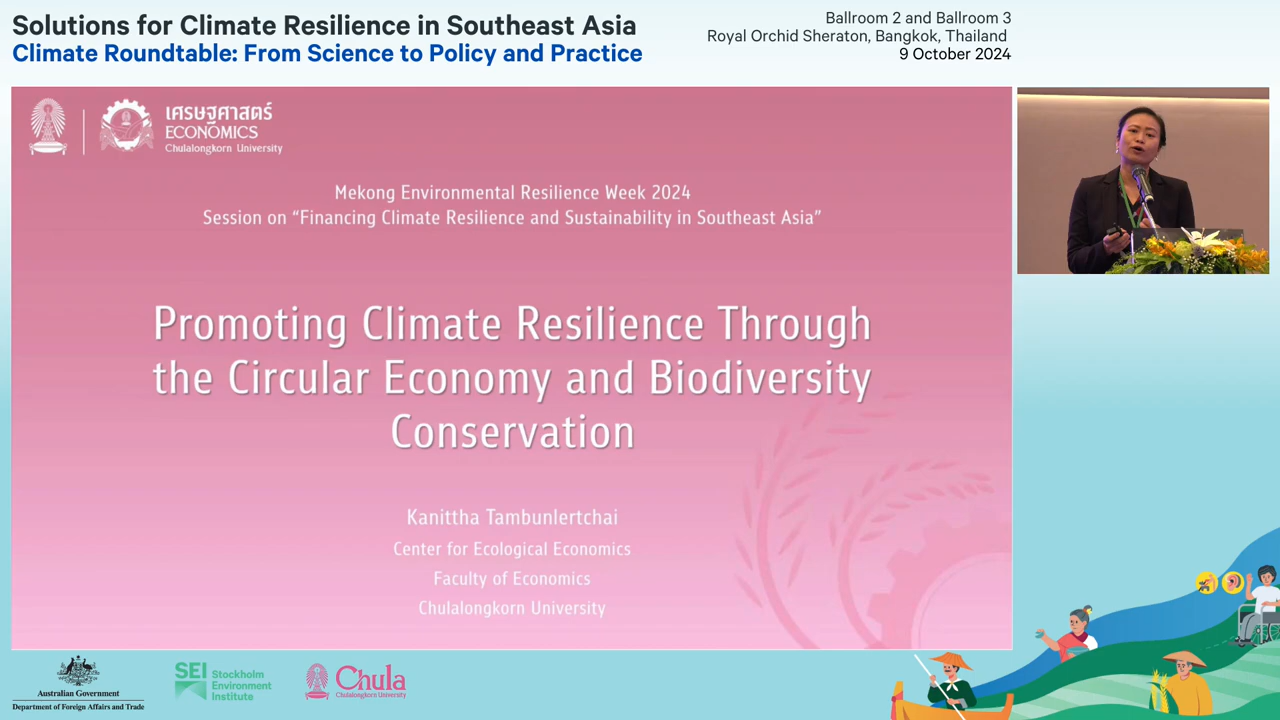 Solutions for Climate Resilience in Southeast Asia
Climate Roundtable: From Science to Policy and Practice
Ballroom 2 and Ballroom 3
Royal Orchid Sheraton, Bangkok, Thailand
9 October 2024
เศรษฐศาสตร์
ECONOMICS
Chulalongkorn University
Mekong Environmental Resilience Week 2024
Session on “Financing Climate Resilience and Sustainability in Southeast Asia”
Promoting Climate Resilience Through
the Circular Economy and Biodiversity
Conservation
Kanittha Tambunlertchai
Center for Ecological Economics
Faculty of Economics
Chulalongkorn University
Australian Government
Department of Foreign Affairs and Trade
SEI Stockholm
Environment
Institute
Chula
Chulalongkorn University